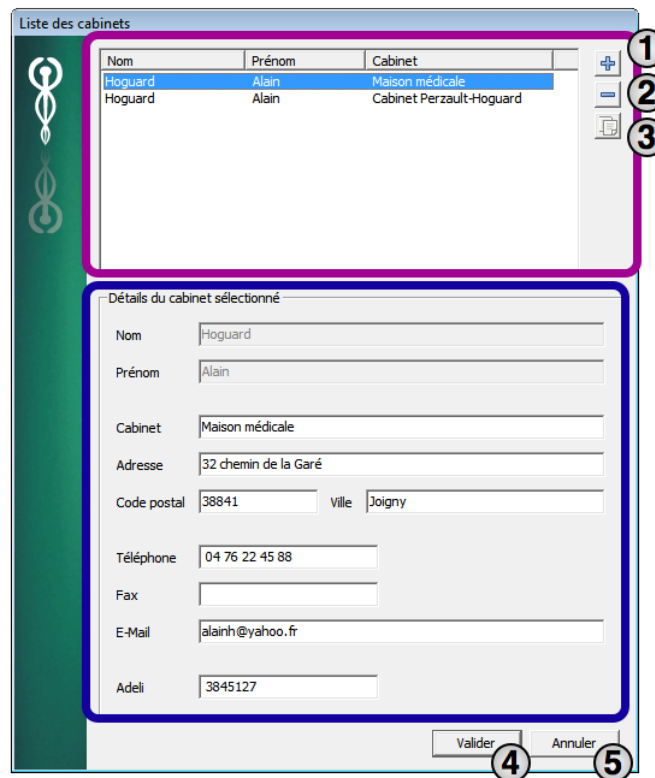 Liste des cabinets
Nom Prénom Cabinet
1
Hoguard Alain Maison médicale
2
Hoguard Alain Cabinet Perzault-Hoguard
3
Détails du cabinet sélectionné
Nom Hoguard
Prénom Alain
Cabinet Maison médicale
Adresse 32 chemin de la Garé
Code postal 38841 Ville Joigny
Téléphone 04 76 22 45 88
Fax
E-Mail alainh@yahoo.fr
Adeli 3845127
Valider Annuler
4 5